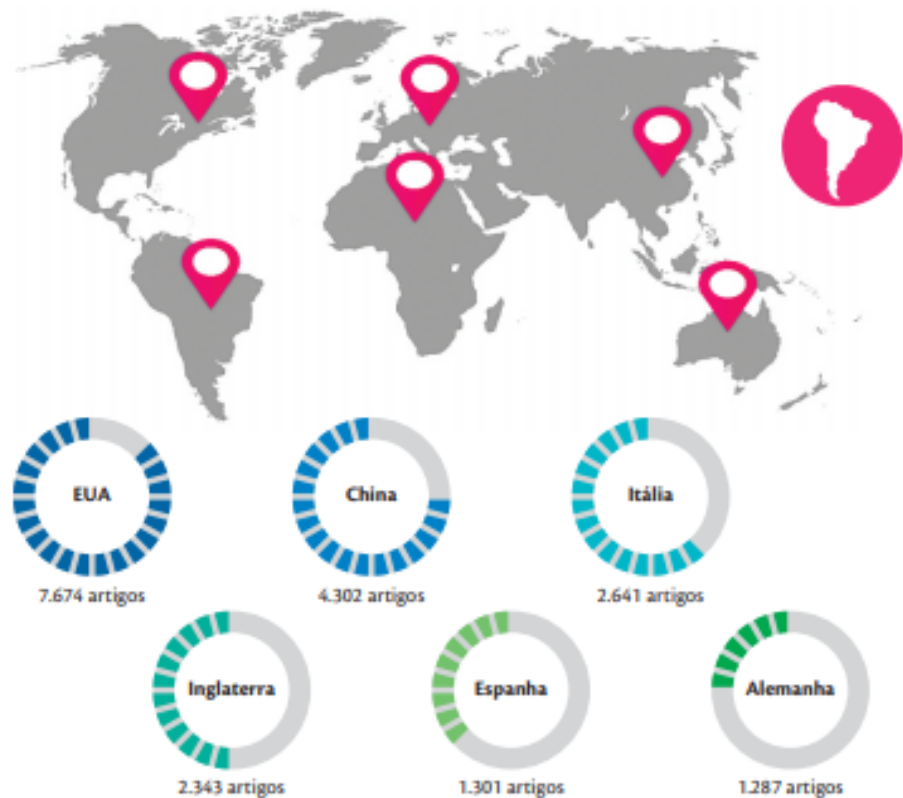 EUA
China
Itália
7.674 artigos
4.302 artigos
2.641 artigos
Inglaterra
Espanha
Alemanha
2.343 artigos
1.301 artigos
1.287 artigos